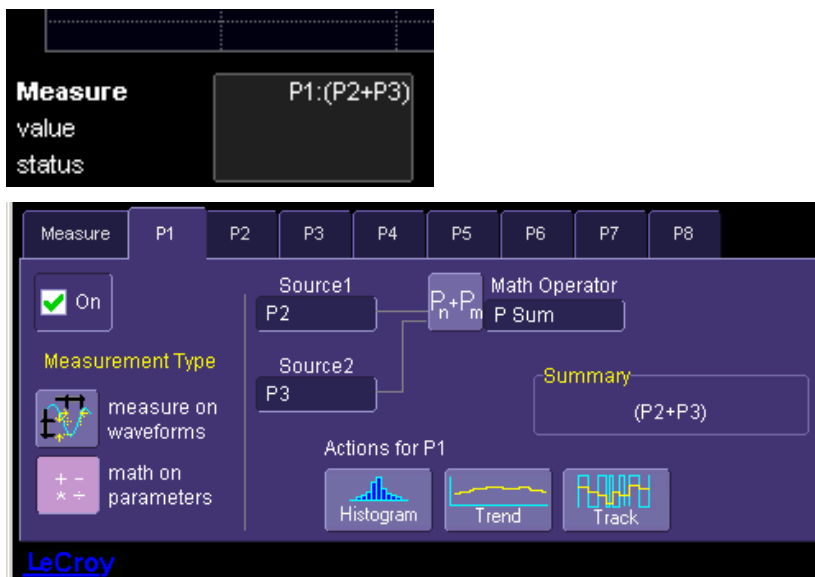 Measure P1:(P2+P3)
value
status
Measure P1 P2 P3 P4 P5 P6 P7 P8
On
Source1
P2
Pn+Pm
Math Operator
P Sum
Measurement Type
Source2
P3
Summary
(P2+P3)
measure on
waveforms
Actions for P1
+ -
* ÷
math on
parameters
Histogram
Trend
Track
LeCroy